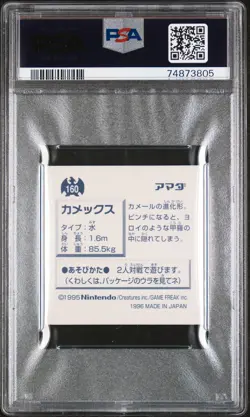 PSA
74873805
160
アマダ
カメックス
タイプ：水
身　長：1.6m
体　重：85.5kg
カメールの進化形。
ピンチになると、ヨ
ロイのような甲羅の
中に隠れてしまう。
●あそびかた● 2人対戦で遊びます。
(くわしくは、パッケージのウラを見てネ)
©1995 Nintendo/Creatures inc./GAME FREAK inc.
1996 MADE IN JAPAN